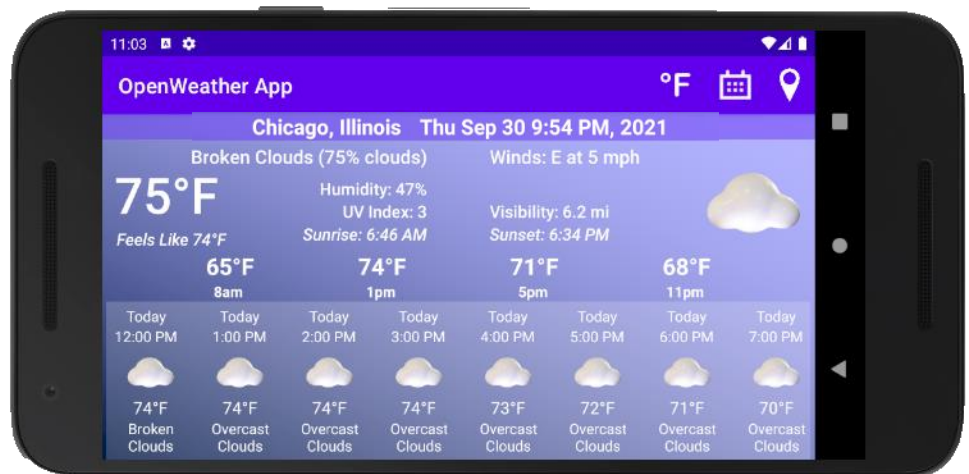 11:03
OpenWeather App °F
Chicago, Illinois Thu Sep 30 9:54 PM, 2021
Broken Clouds (75% clouds) Winds: E at 5 mph
75°F
Humidity: 47%
UV Index: 3 Visibility: 6.2 mi
Feels Like 74°F Sunrise: 6:46 AM Sunset: 6:34 PM
65°F 74°F 71°F 68°F
8am 1pm 5pm 11pm
Today Today Today Today Today Today Today Today
12:00 PM 1:00 PM 2:00 PM 3:00 PM 4:00 PM 5:00 PM 6:00 PM 7:00 PM
74°F 74°F 74°F 74°F 73°F 72°F 71°F 70°F
Broken Overcast Overcast Overcast Overcast Overcast Overcast Overcast
Clouds Clouds Clouds Clouds Clouds Clouds Clouds Clouds